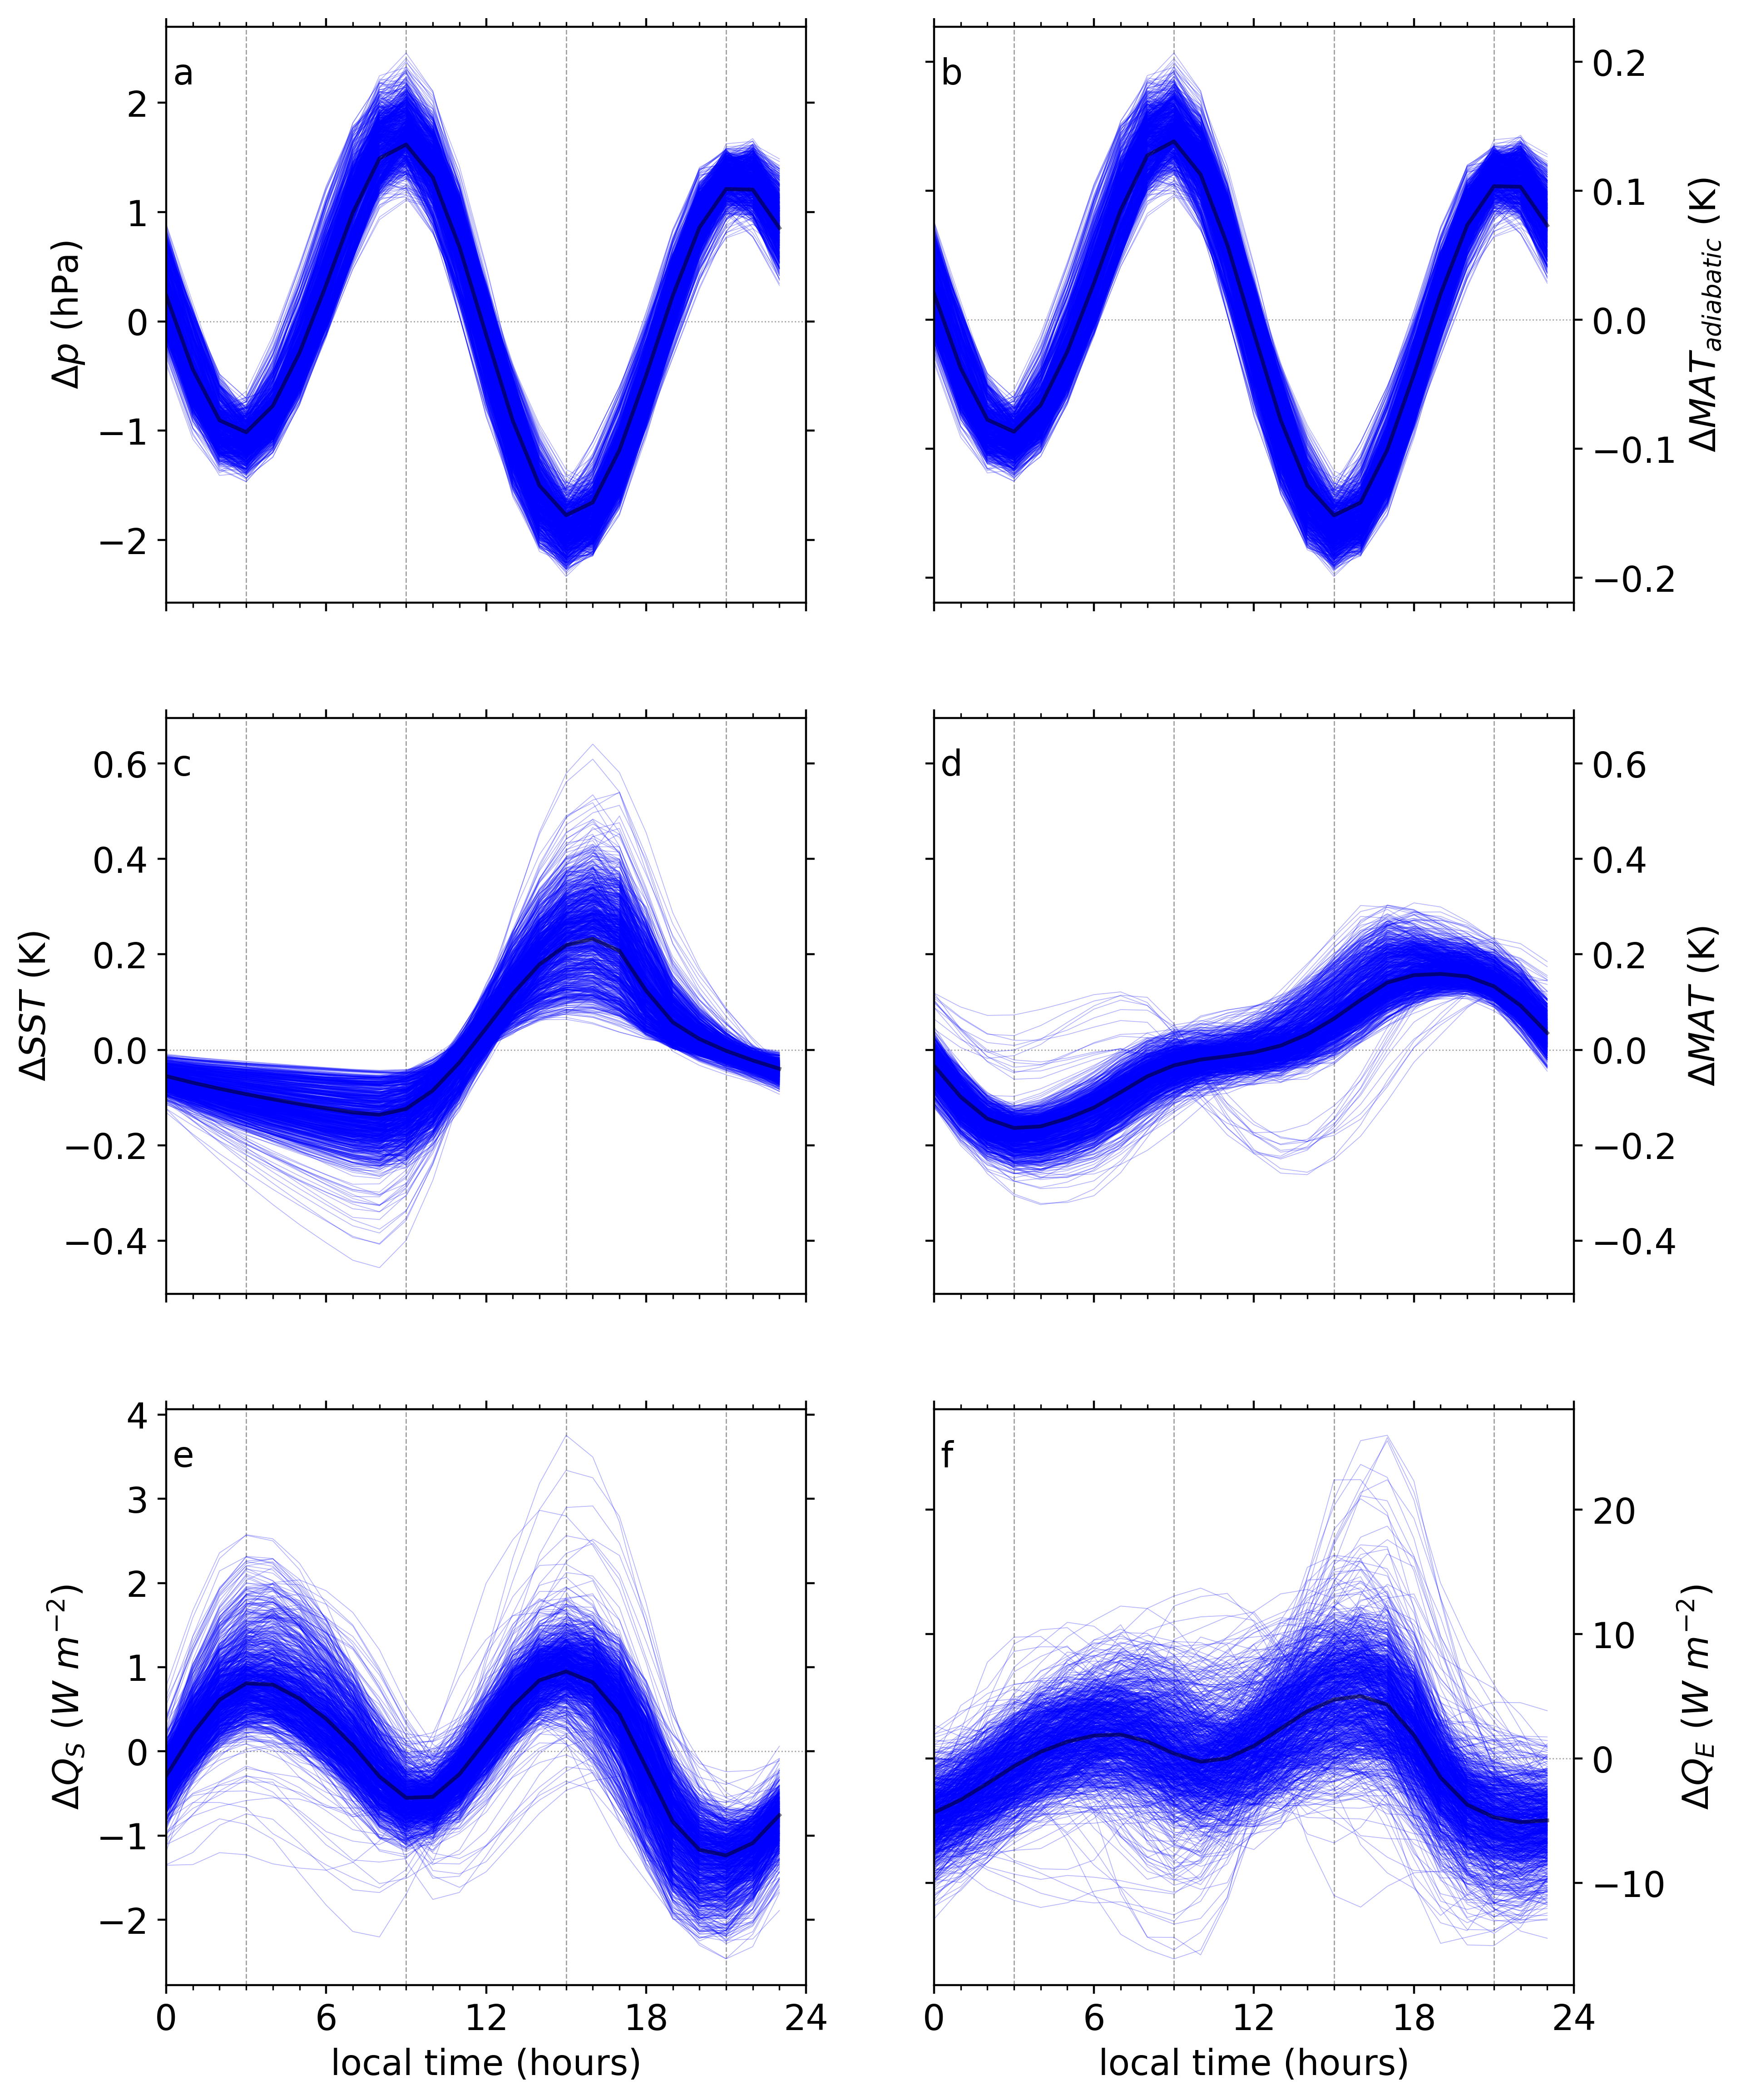 a
2
1
0
−1
−2
Δp (hPa)
b
0.2
0.1
0.0
−0.1
−0.2
ΔMAT_adiabatic (K)
c
0.6
0.4
0.2
0.0
−0.2
−0.4
ΔSST (K)
d
0.6
0.4
0.2
0.0
−0.2
−0.4
ΔMAT (K)
e
4
3
2
1
0
−1
−2
ΔQ_S (W m⁻²)
0 6 12 18 24
local time (hours)
f
20
10
0
−10
ΔQ_E (W m⁻²)
0 6 12 18 24
local time (hours)